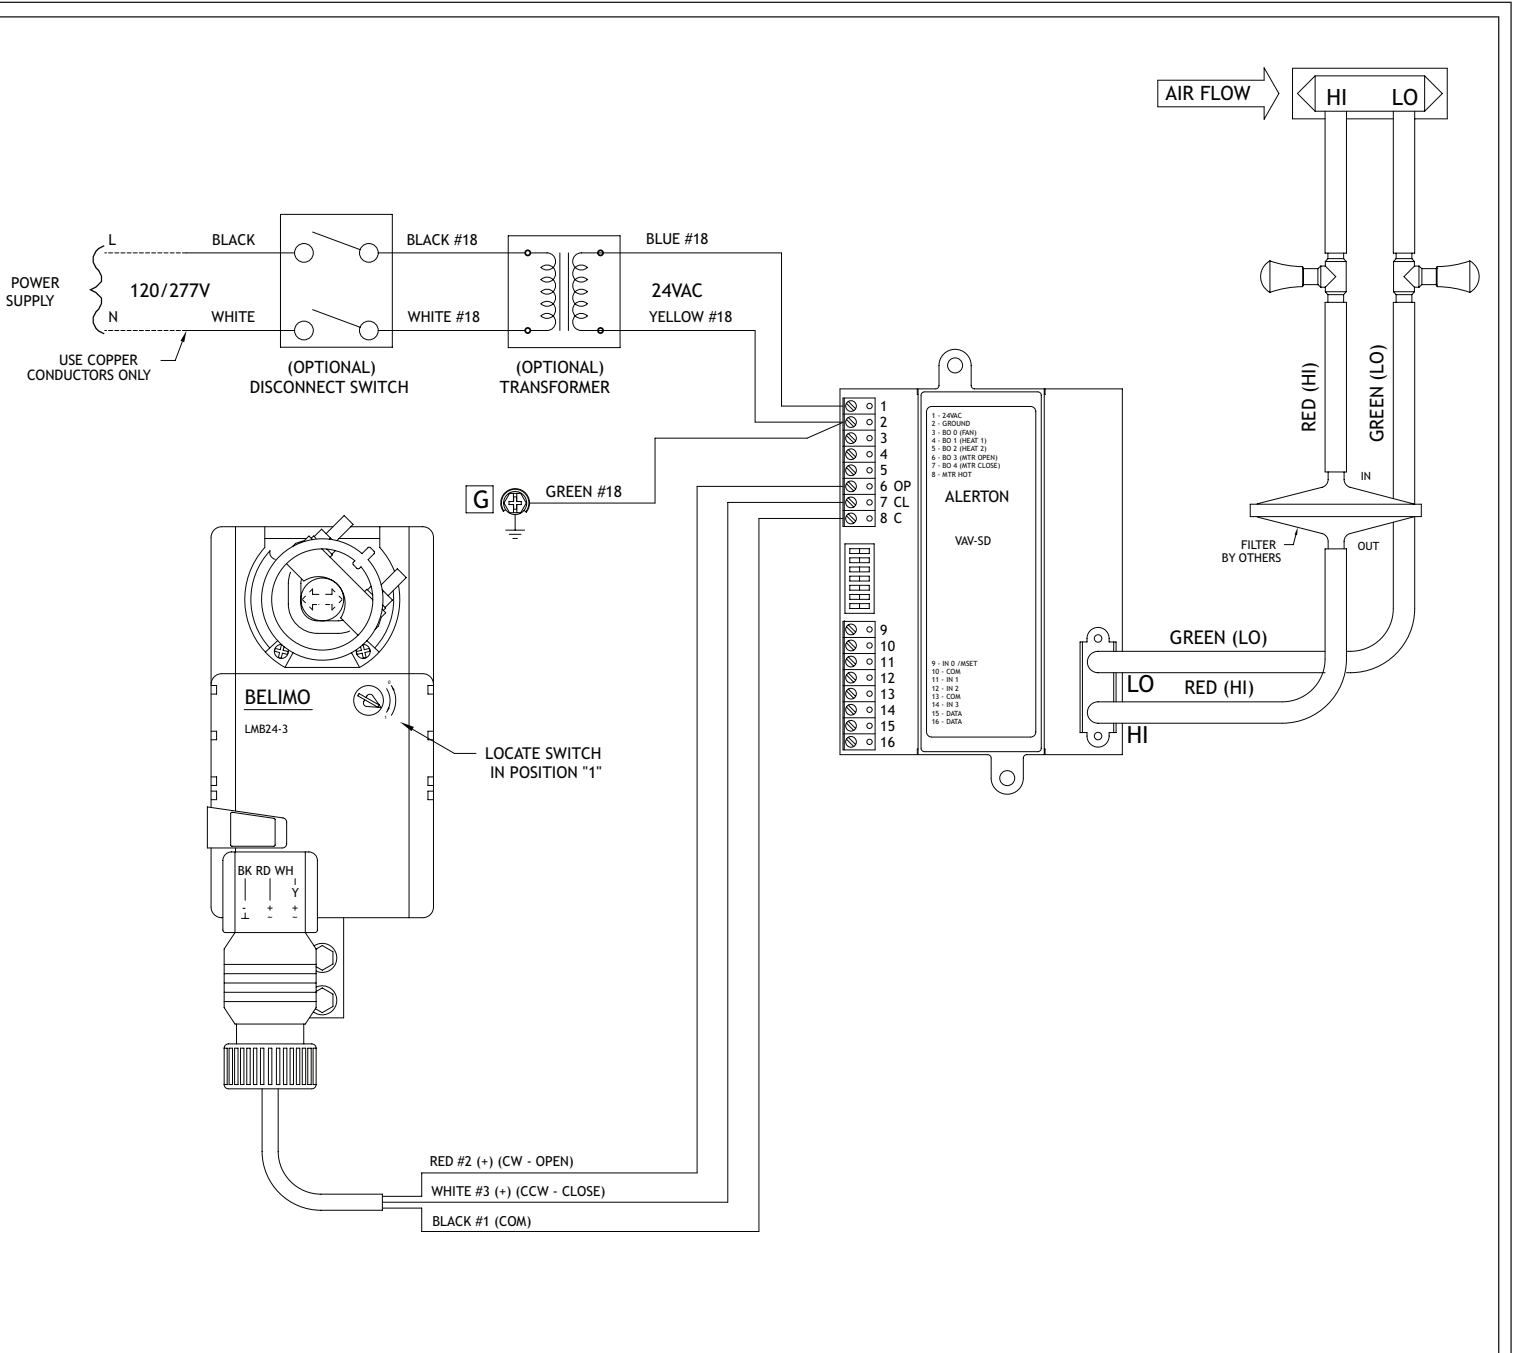 AIR FLOW
HI LO
L
BLACK
BLACK #18
BLUE #18
POWER
SUPPLY
120/277V
24VAC
N
WHITE
WHITE #18
YELLOW #18
USE COPPER
CONDUCTORS ONLY
(OPTIONAL)
DISCONNECT SWITCH
(OPTIONAL)
TRANSFORMER
RED (HI)
GREEN (LO)
1
2
3
4
5
6 OP
7 CL
8 C
1 - 24VAC
2 - GROUND
3 - BO 0 (FAN)
4 - BO 1 (HEAT 1)
5 - BO 2 (HEAT 2)
6 - BO 3 (MTR OPEN)
7 - BO 4 (MTR CLOSE)
8 - MTR HOT
ALERTON
VAV-SD
IN
OUT
FILTER
BY OTHERS
G
GREEN #18
9
10
11
12
13
14
15
16
9 - IN 0 /MSET
10 - COM
11 - IN 1
12 - IN 2
13 - COM
14 - IN 3
15 - DATA
16 - DATA
GREEN (LO)
LO
RED (HI)
HI
BELIMO
LMB24-3
0
1
LOCATE SWITCH
IN POSITION "1"
BK RD WH
Y
- + +
⊥ ~ ~
RED #2 (+) (CW - OPEN)
WHITE #3 (+) (CCW - CLOSE)
BLACK #1 (COM)